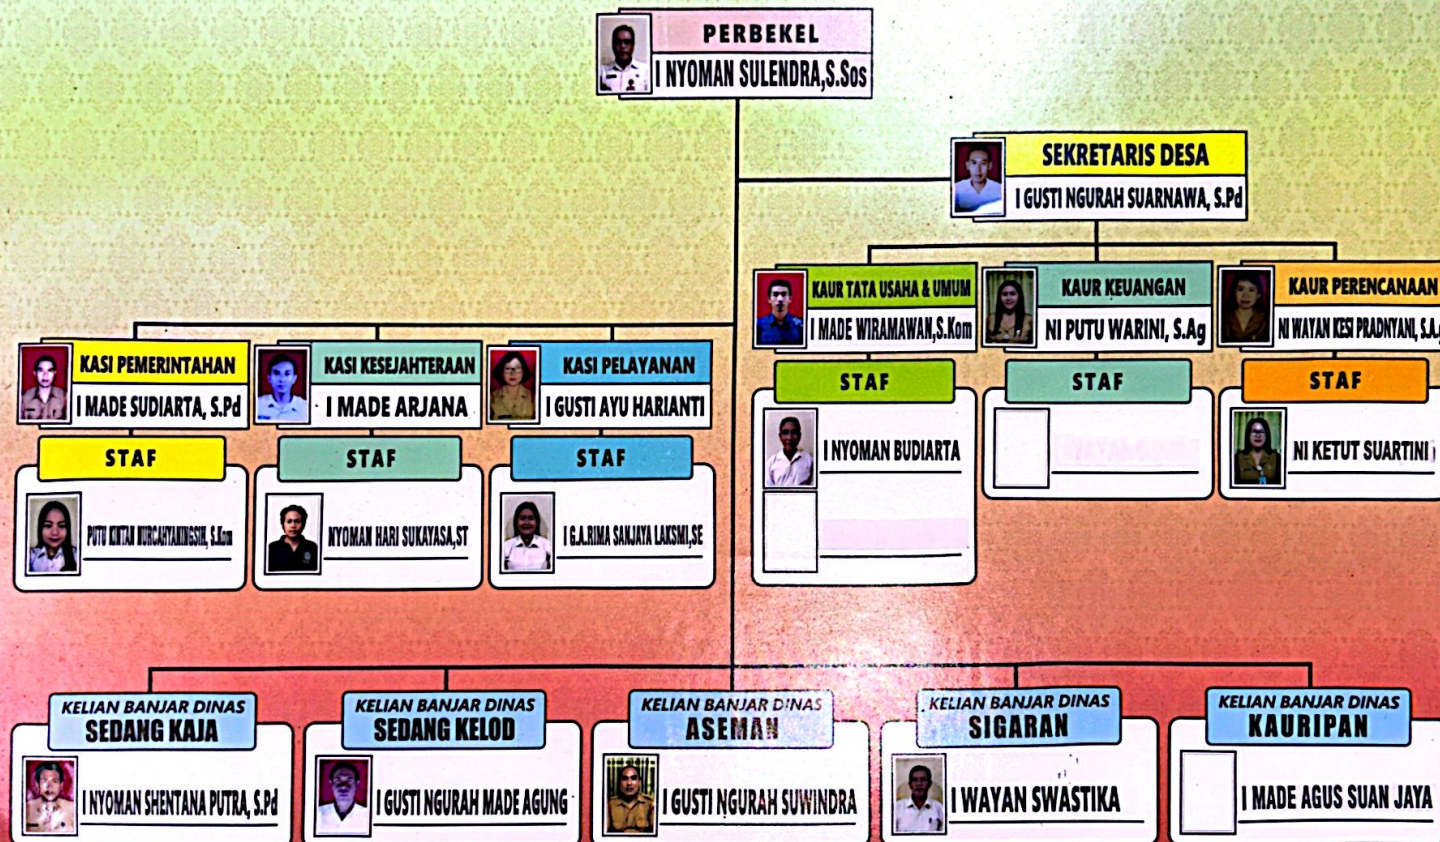 PERBEKEL
I NYOMAN SULENDRA,S.Sos
SEKRETARIS DESA
I GUSTI NGURAH SUARNAWA, S.Pd
KAUR TATA USAHA & UMUM
I MADE WIRAMAWAN,S.Kom
KAUR KEUANGAN
NI PUTU WARINI, S.Ag
KAUR PERENCANAAN
NI WAYAN KESI PRADNYANI, S.A
STAF
I NYOMAN BUDIARTA
STAF
STAF
NI KETUT SUARTINI
KASI PEMERINTAHAN
I MADE SUDIARTA, S.Pd
KASI KESEJAHTERAAN
I MADE ARJANA
KASI PELAYANAN
I GUSTI AYU HARIANTI
STAF
PUTU KINTAN NURCAHYANINGSIH, S.Kom
STAF
NYOMAN HARI SUKAYASA,ST
STAF
I G.A.RIMA SANJAYA LAKSMI,SE
KELIAN BANJAR DINAS
SEDANG KAJA
I NYOMAN SHENTANA PUTRA, S.Pd
KELIAN BANJAR DINAS
SEDANG KELOD
I GUSTI NGURAH MADE AGUNG
KELIAN BANJAR DINAS
ASEMAN
I GUSTI NGURAH SUWINDRA
KELIAN BANJAR DINAS
SIGARAN
I WAYAN SWASTIKA
KELIAN BANJAR DINAS
KAURIPAN
I MADE AGUS SUAN JAYA